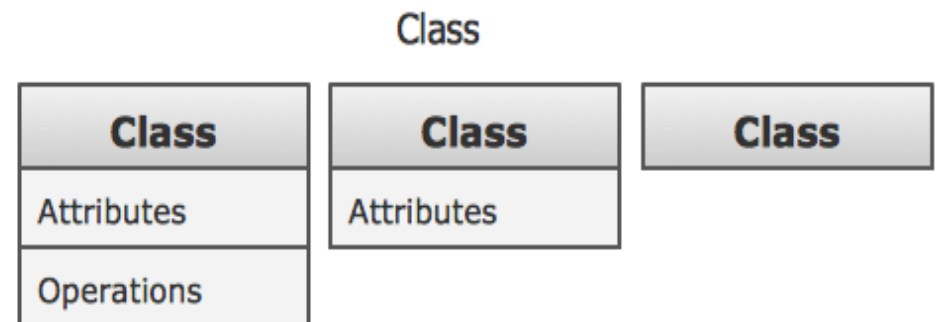 Class
Class Class Class
Attributes Attributes
Operations